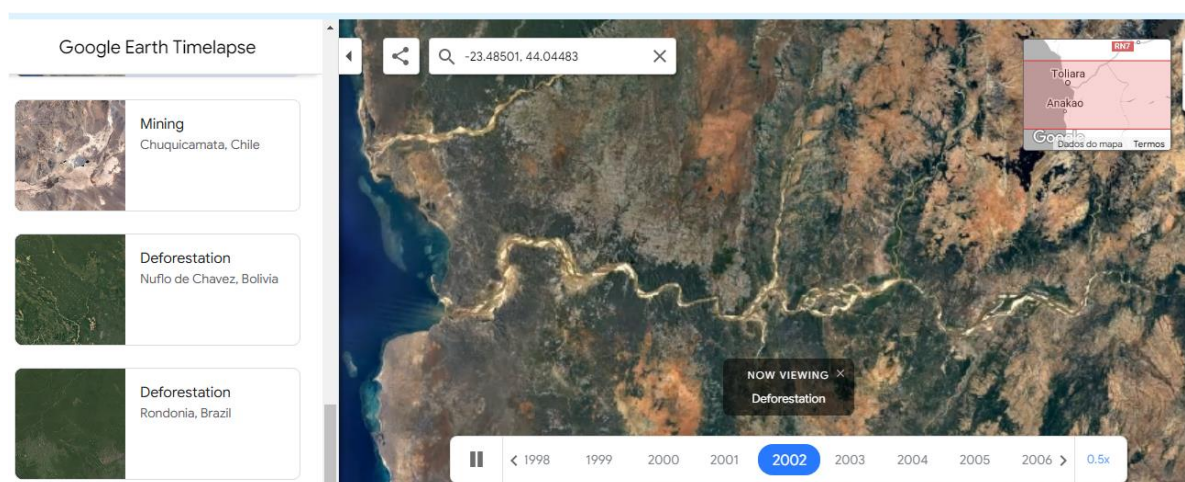 Google Earth Timelapse
Mining
Chuquicamata, Chile
Deforestation
Nuflo de Chavez, Bolivia
Deforestation
Rondonia, Brazil
-23.48501, 44.04483
RN7
Toliara
Anakao
Google
Dados do mapa Termos
NOW VIEWING
Deforestation
1998 1999 2000 2001 2002 2003 2004 2005 2006 0.5x